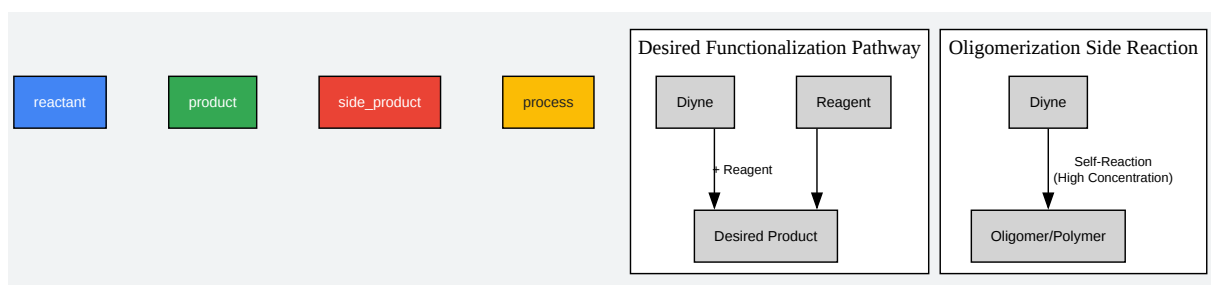 reactant
product
side_product
process
Desired Functionalization Pathway
Diyne
Reagent
+ Reagent
Desired Product
Oligomerization Side Reaction
Diyne
Self-Reaction
(High Concentration)
Oligomer/Polymer